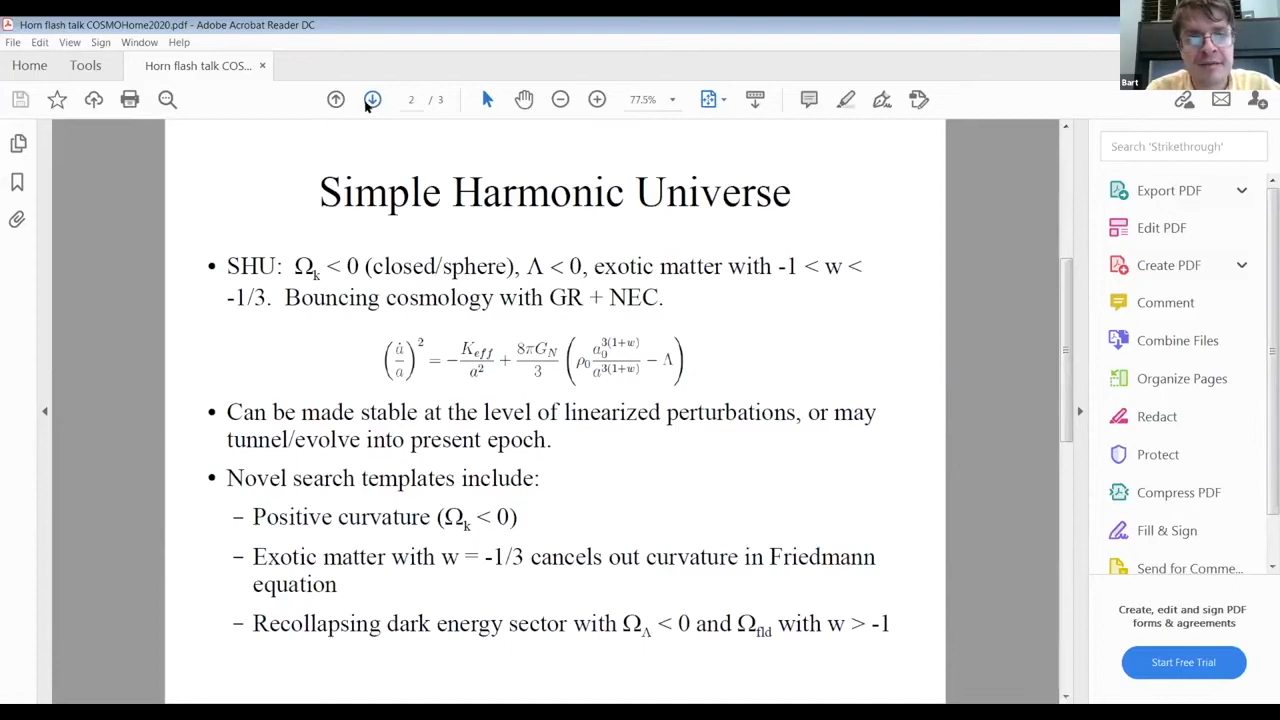 Horn flash talk COSMOHome2020.pdf - Adobe Acrobat Reader DC
File Edit View Sign Window Help
Home Tools Horn flash talk COS... ×
2 / 3 77.5%
Bart
Simple Harmonic Universe
• SHU: Ωₖ < 0 (closed/sphere), Λ < 0, exotic matter with -1 < w <
-1/3. Bouncing cosmology with GR + NEC.
(ȧ/a)² = − K_eff/a² + 8πG_N/3 (ρ₀ a₀^{3(1+w)}/a^{3(1+w)} − Λ)
• Can be made stable at the level of linearized perturbations, or may
tunnel/evolve into present epoch.
• Novel search templates include:
– Positive curvature (Ωₖ < 0)
– Exotic matter with w = -1/3 cancels out curvature in Friedmann
equation
– Recollapsing dark energy sector with Ω_Λ < 0 and Ω_fld with w > -1
Search 'Strikethrough'
Export PDF
Edit PDF
Create PDF
Comment
Combine Files
Organize Pages
Redact
Protect
Compress PDF
Fill & Sign
Send for Comme...
Create, edit and sign PDF
forms & agreements
Start Free Trial